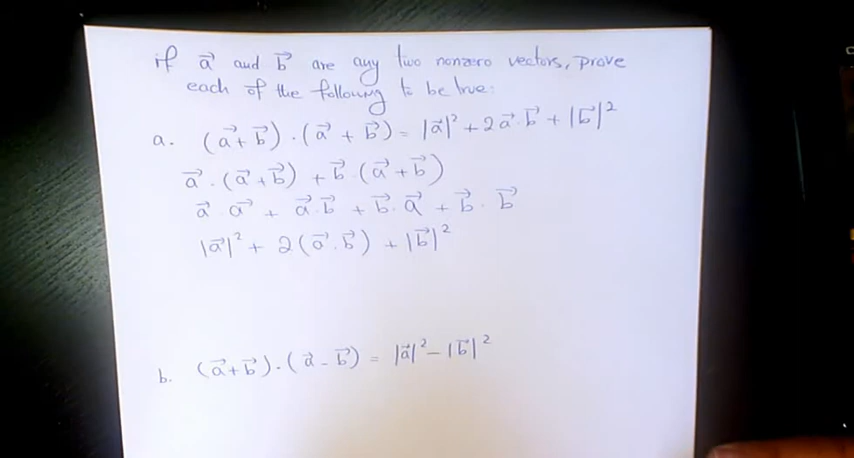 if a⃗ and b⃗ are any two nonzero vectors, prove
each of the following to be true:
a. (a⃗+b⃗)·(a⃗+b⃗)=|a⃗|²+2a⃗·b⃗+|b⃗|²
a⃗·(a⃗+b⃗)+b⃗·(a⃗+b⃗)
a⃗·a⃗+a⃗·b⃗+b⃗·a⃗+b⃗·b⃗
|a⃗|²+2(a⃗·b⃗)+|b⃗|²
b. (a⃗+b⃗)·(a⃗-b⃗)=|a⃗|²-|b⃗|²